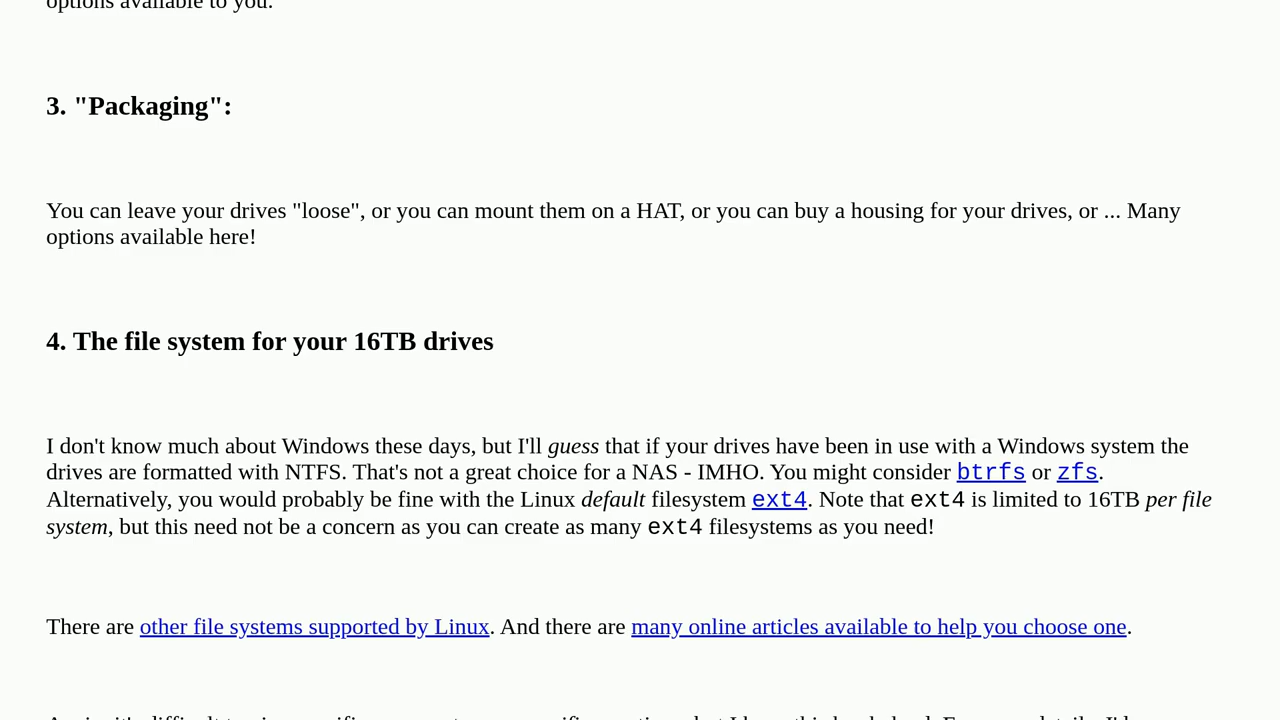 options available to you.
3. "Packaging":
You can leave your drives "loose", or you can mount them on a HAT, or you can buy a housing for your drives, or ... Many
options available here!
4. The file system for your 16TB drives
I don't know much about Windows these days, but I'll guess that if your drives have been in use with a Windows system the
drives are formatted with NTFS. That's not a great choice for a NAS - IMHO. You might consider btrfs or zfs.
Alternatively, you would probably be fine with the Linux default filesystem ext4. Note that ext4 is limited to 16TB per file
system, but this need not be a concern as you can create as many ext4 filesystems as you need!
There are other file systems supported by Linux. And there are many online articles available to help you choose one.